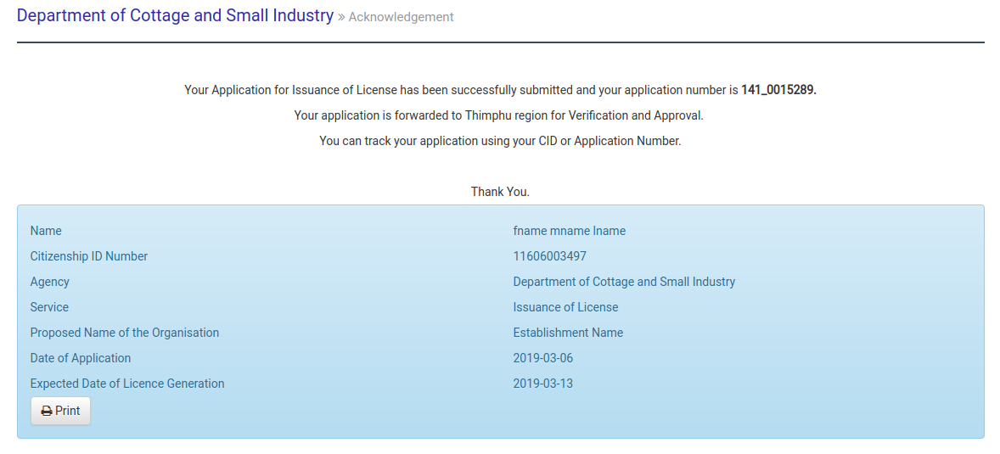 Department of Cottage and Small Industry » Acknowledgement
Your Application for Issuance of License has been successfully submitted and your application number is 141_0015289.
Your application is forwarded to Thimphu region for Verification and Approval.
You can track your application using your CID or Application Number.
Thank You.
Name fname mname lname
Citizenship ID Number 11606003497
Agency Department of Cottage and Small Industry
Service Issuance of License
Proposed Name of the Organisation Establishment Name
Date of Application 2019-03-06
Expected Date of Licence Generation 2019-03-13
Print